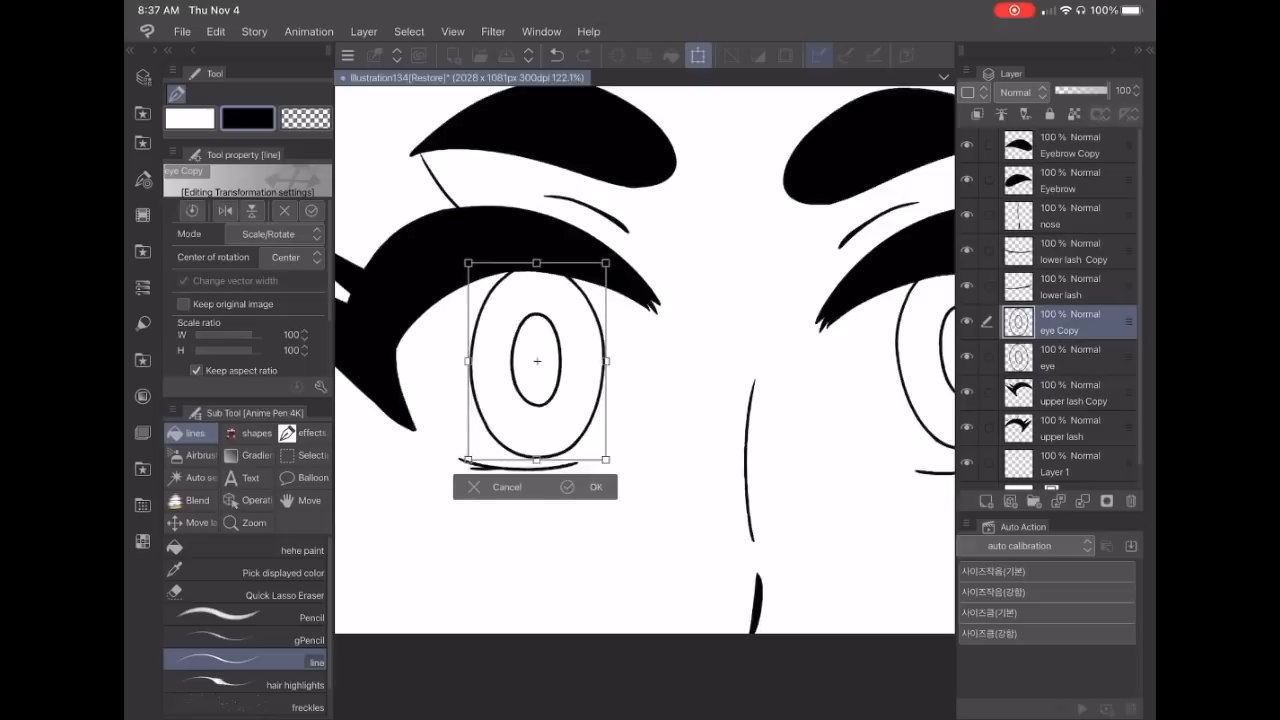 8:37 AM Thu Nov 4
100%
File Edit Story Animation Layer Select View Filter Window Help
Tool
Illustration134[Restore]* (2028 x 1081px 300dpi 122.1%)
Tool property [line]
eye Copy
[Editing Transformation settings]
Mode Scale/Rotate
Center of rotation Center
Change vector width
Keep original image
Scale ratio
W 100
H 100
Keep aspect ratio
Sub Tool [Anime Pen 4K]
lines shapes effects
Airbrus Gradier Selecti
Auto se Text Balloon
Blend Operati Move
Move la Zoom
hehe paint
Pick displayed color
Quick Lasso Eraser
Pencil
gPencil
line
hair highlights
freckles
Cancel OK
Layer
Normal 100
100 % Normal
Eyebrow Copy
100 % Normal
Eyebrow
100 % Normal
nose
100 % Normal
lower lash Copy
100 % Normal
lower lash
100 % Normal
eye Copy
100 % Normal
eye
100 % Normal
upper lash Copy
100 % Normal
upper lash
100 % Normal
Layer 1
Auto Action
auto calibration
사이즈작음(기본)
사이즈작음(강함)
사이즈큼(기본)
사이즈큼(강함)